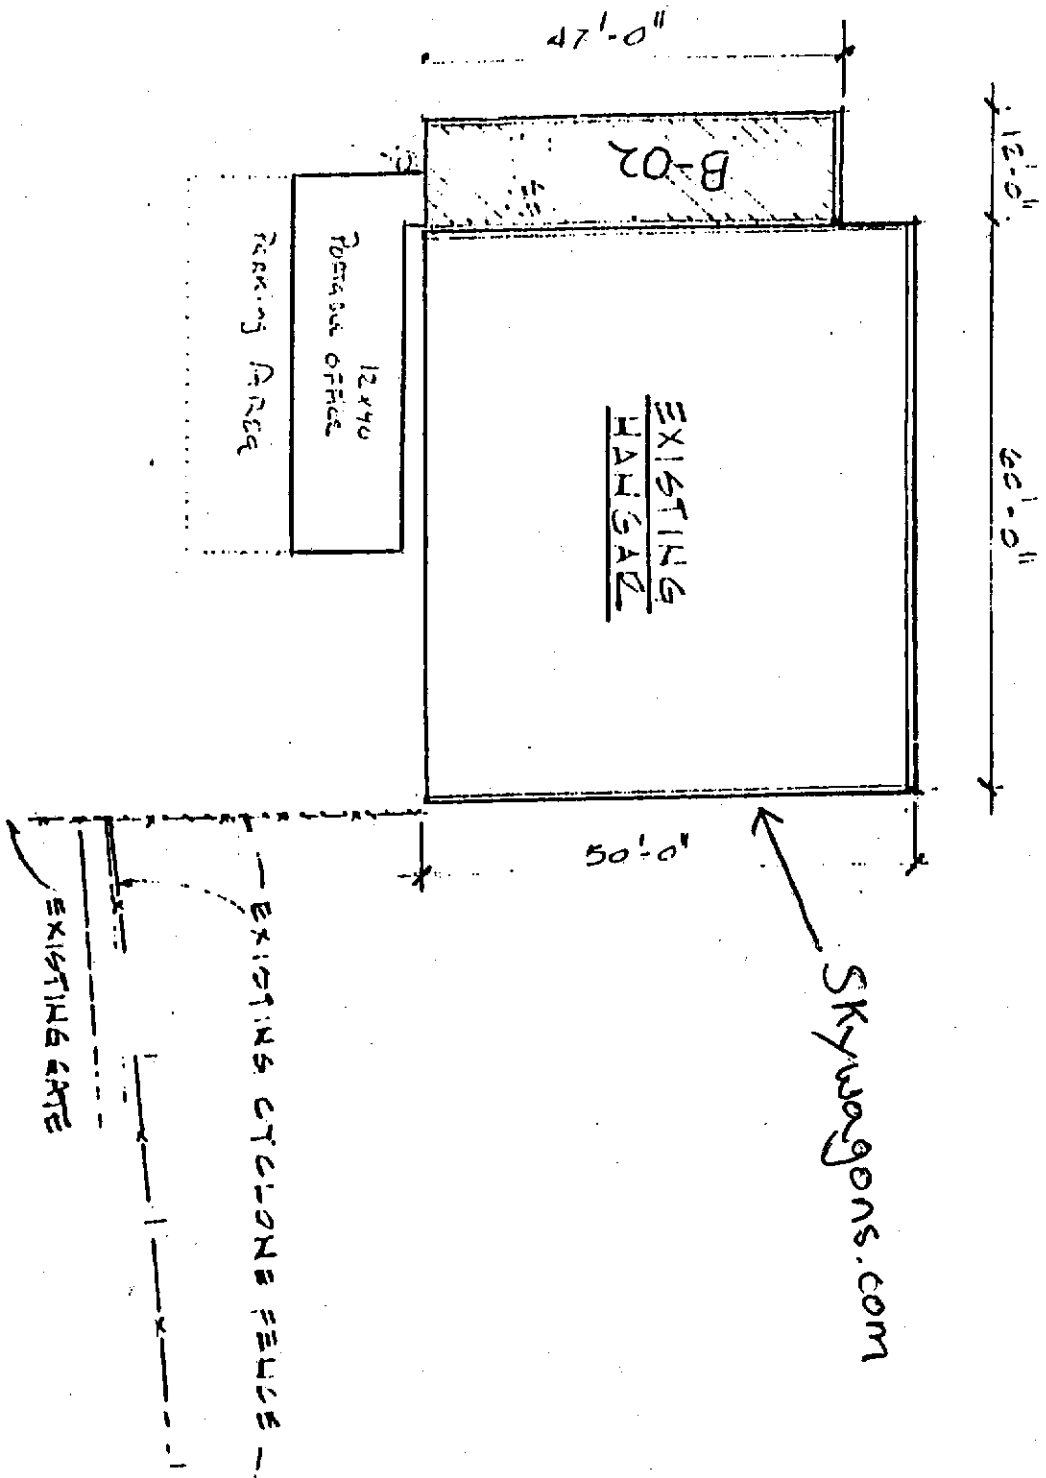 47'-0"
12'-0"
60'-0"
B-02
EXISTING
HANGAR
12x40
Portable OFFICE
Parking Area
50'-0"
Skywagons.com
EXISTING CYCLONE FENCE
EXISTING GATE